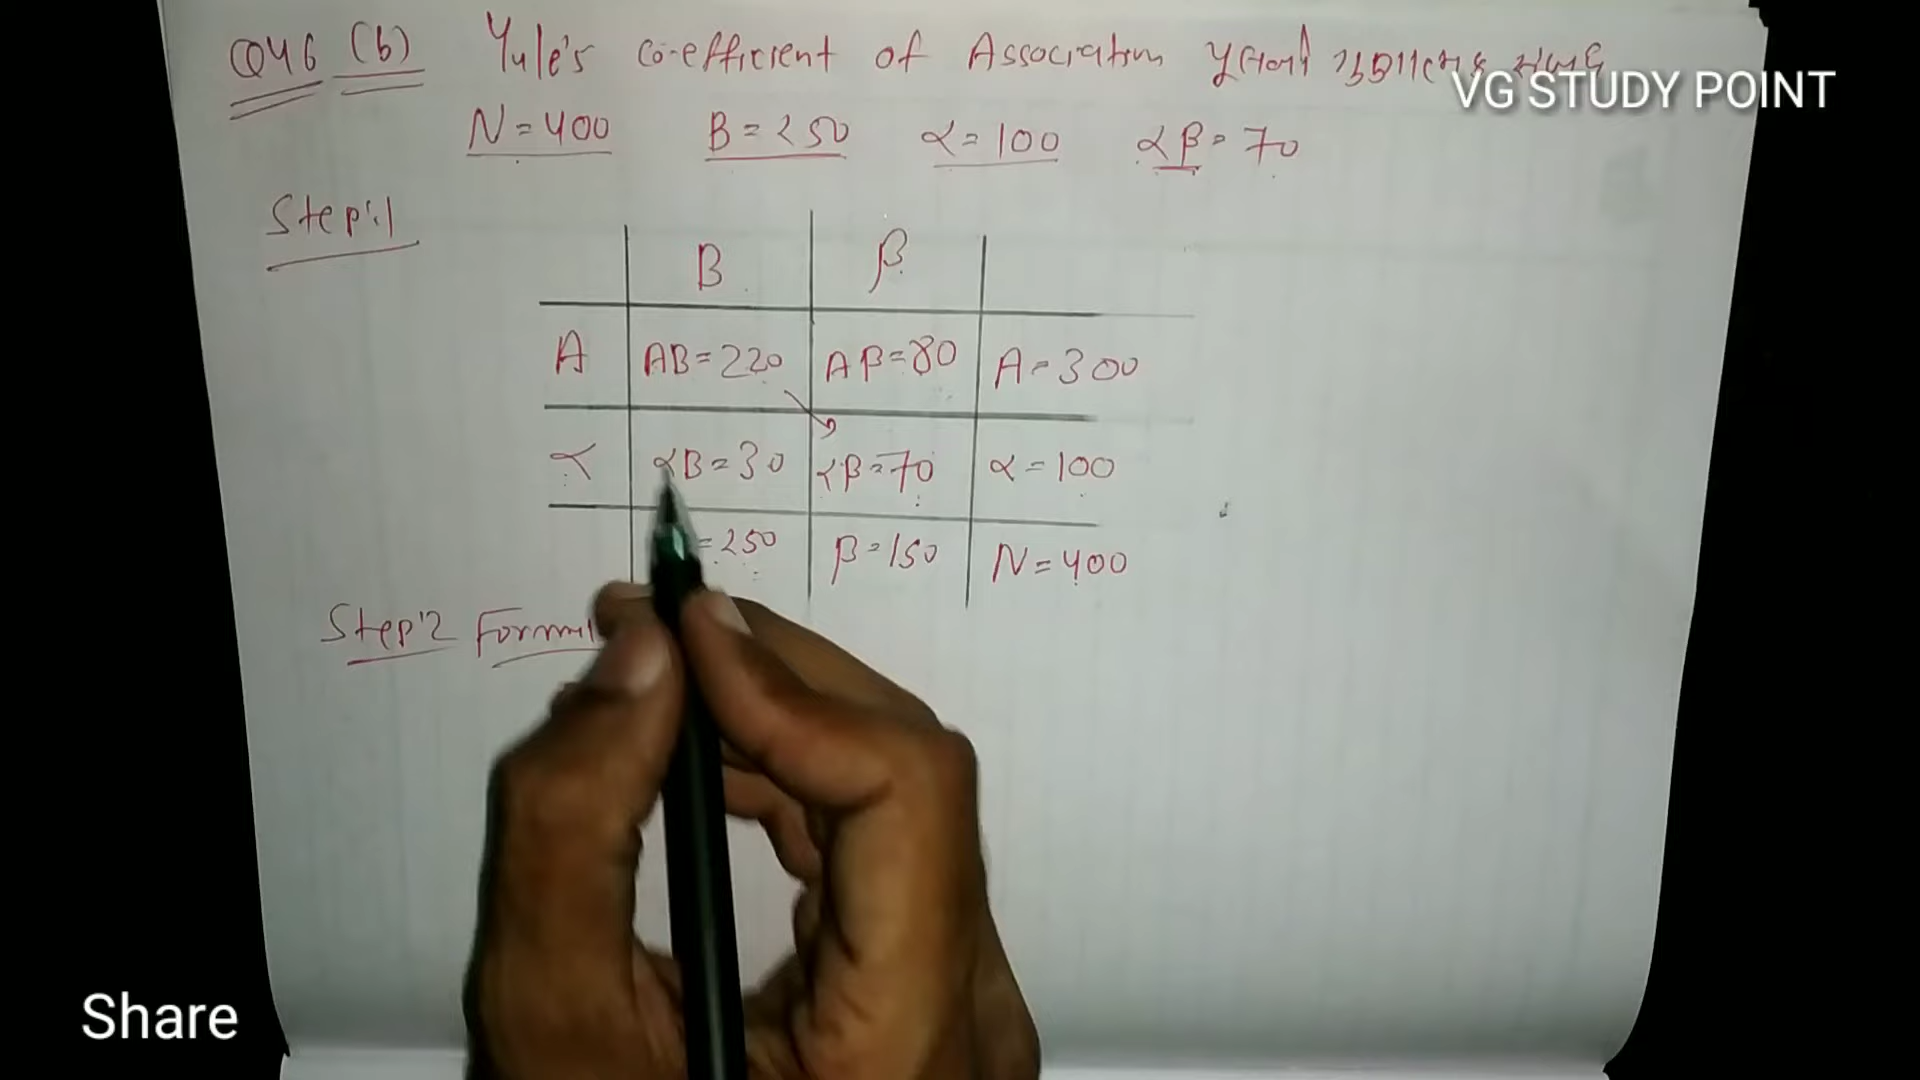 Q46 (b) Yule's Co-efficient of Association
VG STUDY POINT
N=400 B=250 α=100 αβ=70
Step:1
B β
A AB=220 Aβ=80 A=300
α αB=30 αβ=70 α=100
=250 β=150 N=400
Step:2
Share